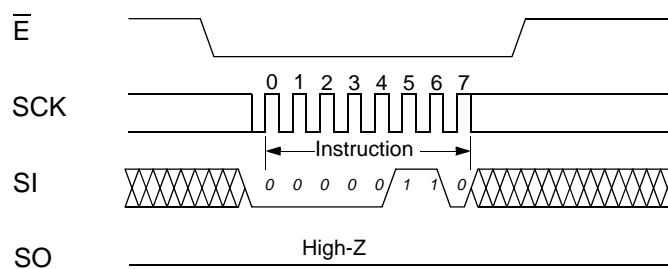 E
0 1 2 3 4 5 6 7
SCK
Instruction
SI 0 0 0 0 0 1 1 0
High-Z
SO